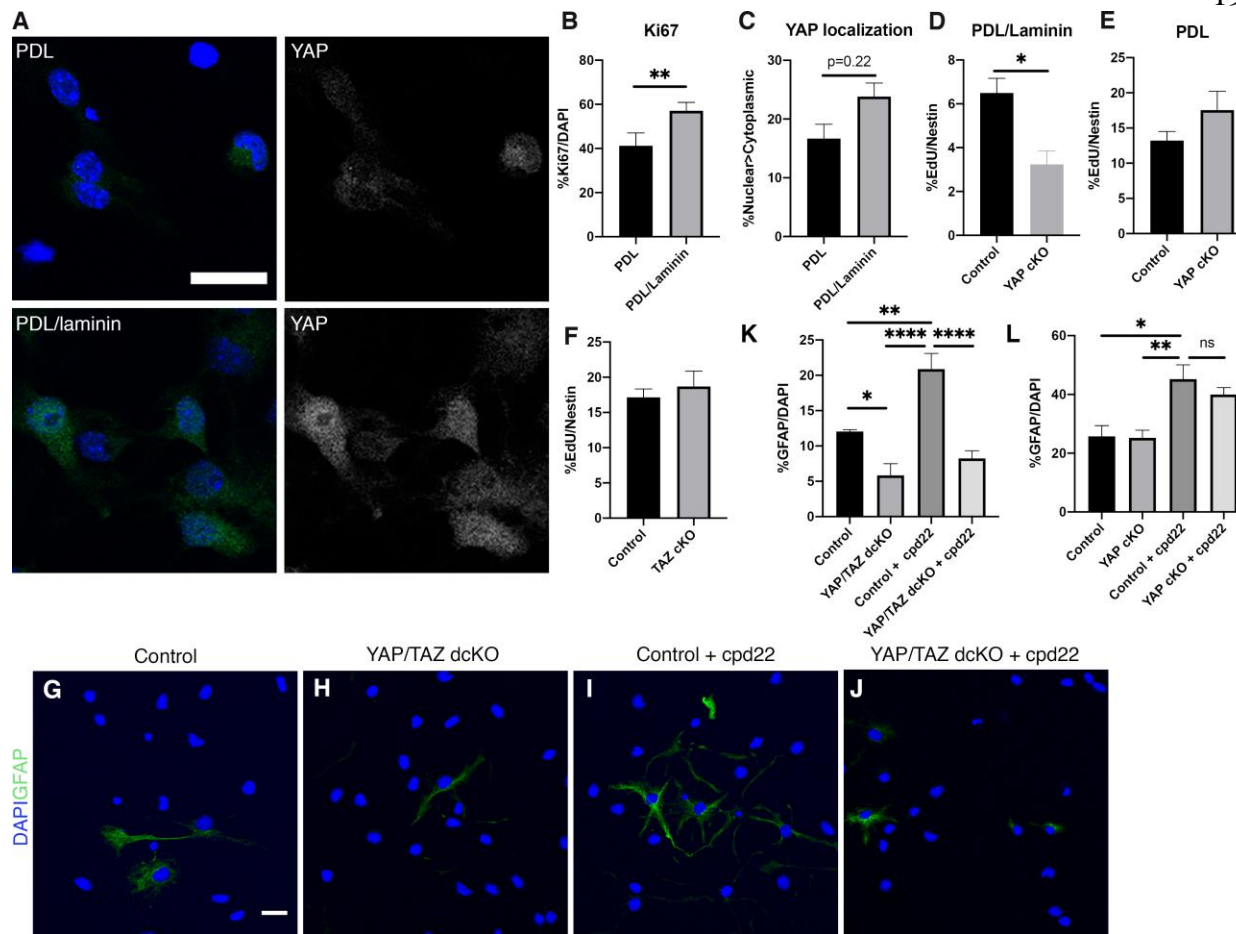 A
PDL
YAP
PDL/laminin
YAP
B
Ki67
%Ki67/DAPI
80
60
40
20
0
**
PDL
PDL/Laminin
C
YAP localization
%Nuclear>Cytoplasmic
30
20
10
0
p=0.22
PDL
PDL/Laminin
D
PDL/Laminin
%EdU/Nestin
8
6
4
2
0
*
Control
YAP cKO
E
PDL
%EdU/Nestin
25
20
15
10
5
0
Control
YAP cKO
F
%EdU/Nestin
25
20
15
10
5
0
Control
TAZ cKO
K
%GFAP/DAPI
25
20
15
10
5
0
**
**** ****
*
Control
YAP/TAZ dcKO
Control + cpd22
YAP/TAZ dcKO + cpd22
L
%GFAP/DAPI
60
40
20
0
*
** ns
Control
YAP cKO
Control + cpd22
YAP cKO + cpd22
Control
YAP/TAZ dcKO
Control + cpd22
YAP/TAZ dcKO + cpd22
DAPIGFAP
G
H
I
J